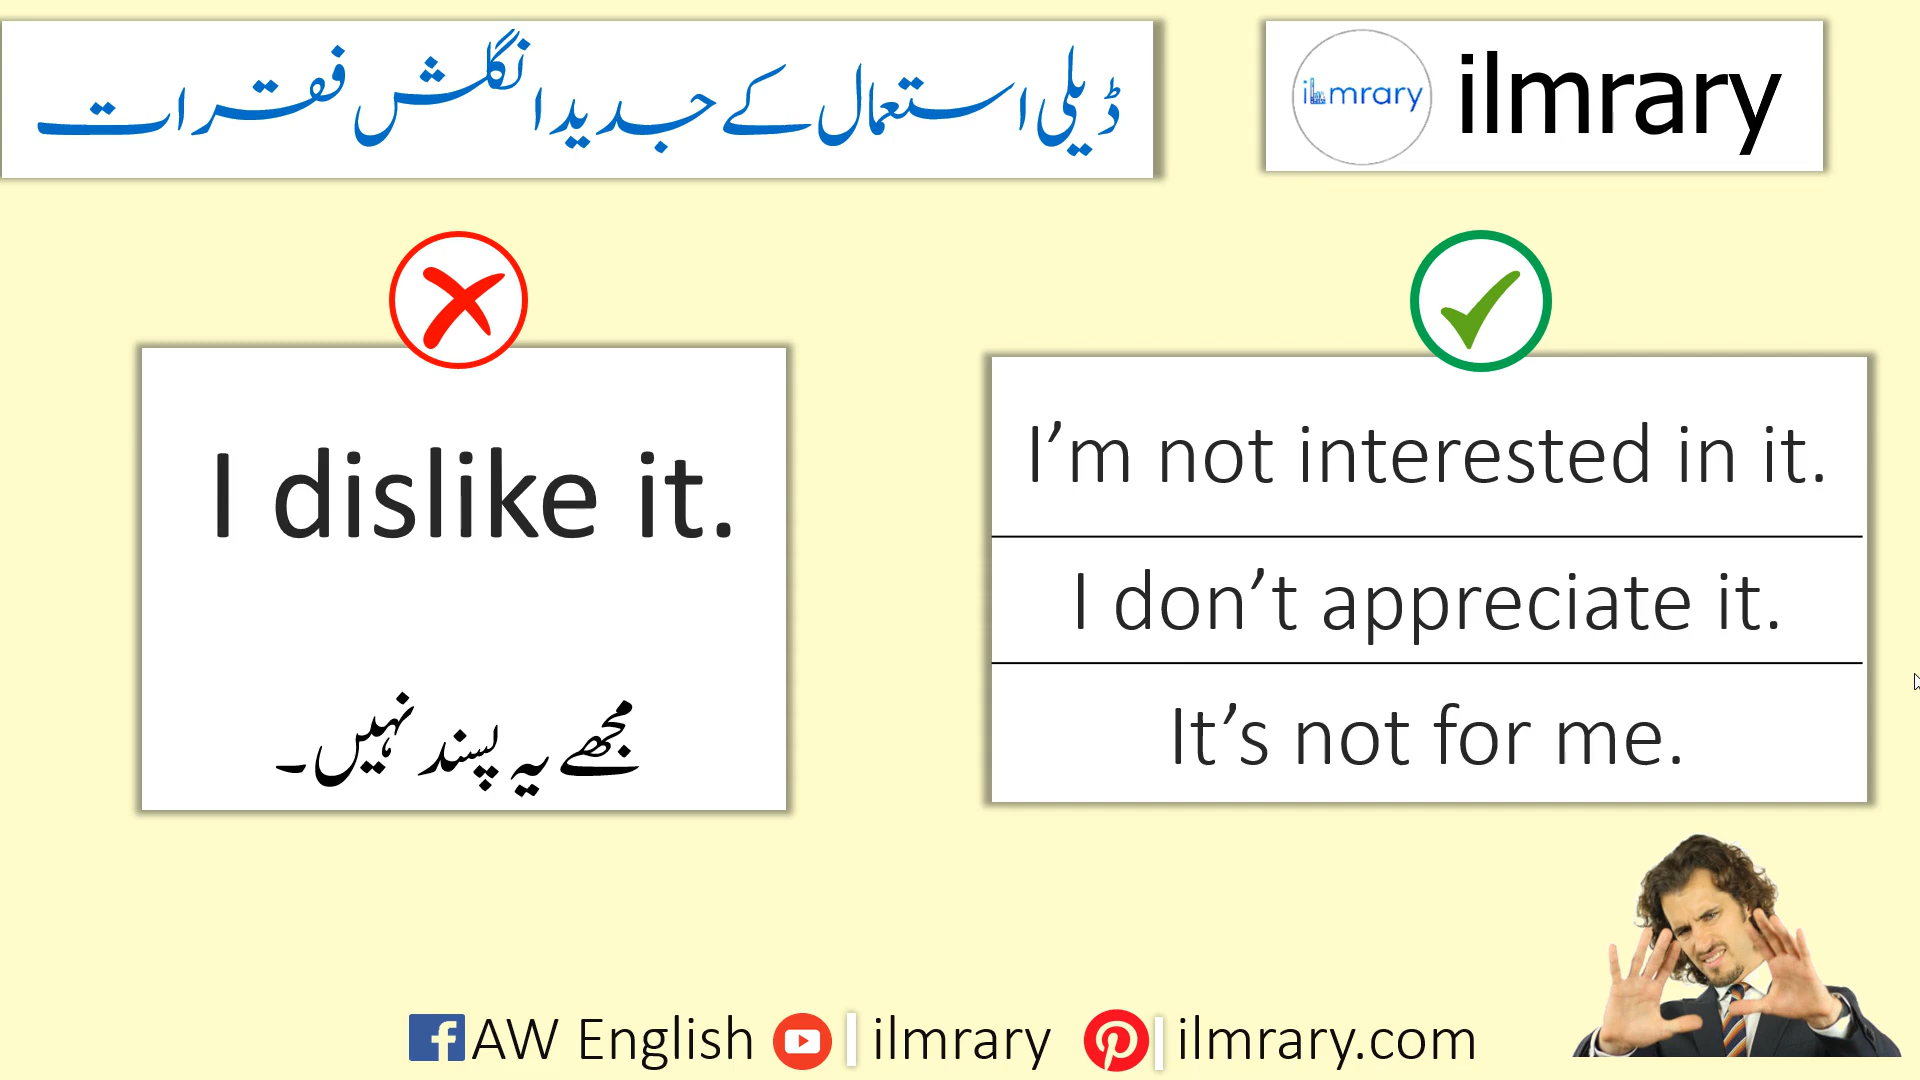 ڈیلی استعمال کے جدید انگلش فقرات
ilmrary
ilmrary
I dislike it.
مجھے یہ پسند نہیں۔
I’m not interested in it.
I don’t appreciate it.
It’s not for me.
AW English | ilmrary | ilmrary.com